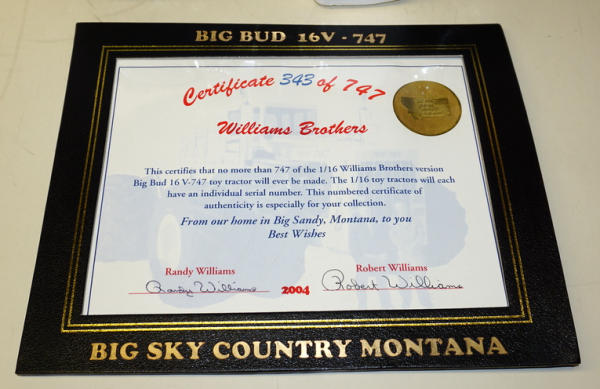 BIG BUD 16V - 747
Certificate 343 of 747
Williams Brothers
This certifies that no more than 747 of the 1/16 Williams Brothers version
Big Bud 16 V-747 toy tractor will ever be made. The 1/16 toy tractors will each
have an individual serial number. This numbered certificate of
authenticity is especially for your collection.
From our home in Big Sandy, Montana, to you
Best Wishes
Randy Williams
Robert Williams
Randy Williams
2004
Robert Williams
BIG SKY COUNTRY MONTANA